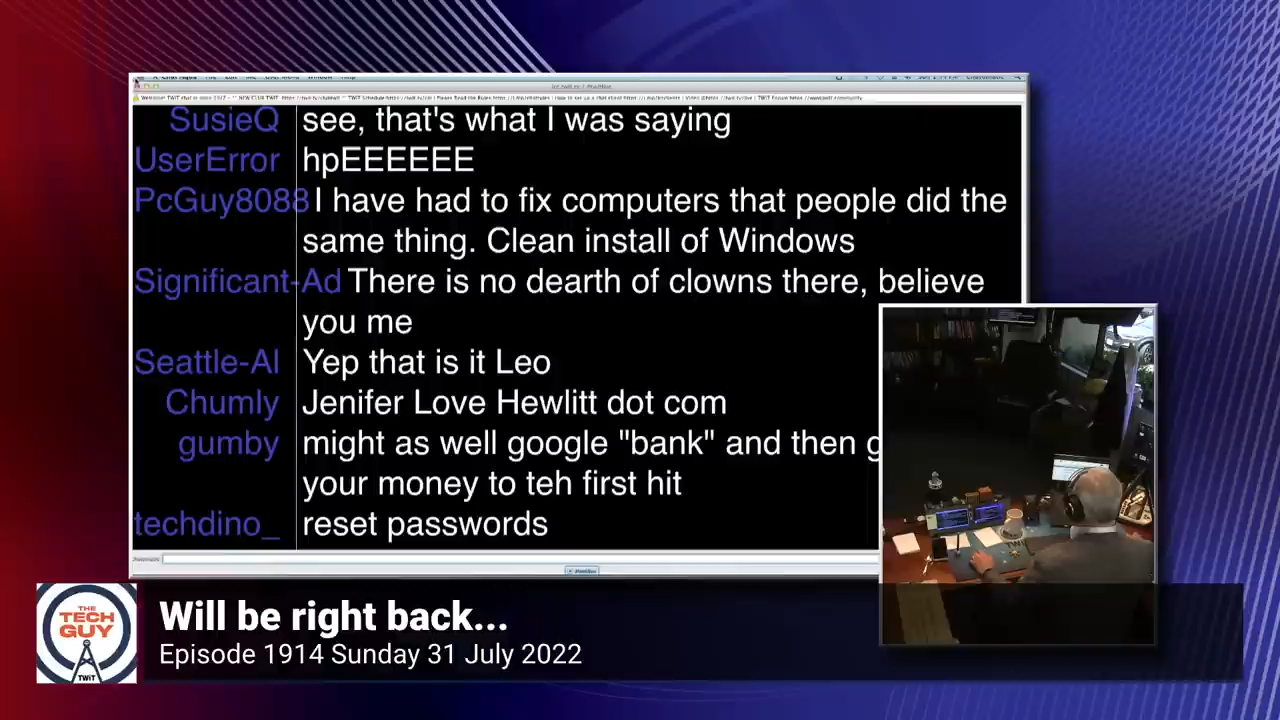 SusieQ see, that's what I was saying
UserError hpEEEEEE
PcGuy8088 I have had to fix computers that people did the
same thing. Clean install of Windows
Significant-Ad There is no dearth of clowns there, believe
you me
Seattle-Al Yep that is it Leo
Chumly Jenifer Love Hewlitt dot com
gumby might as well google "bank" and then
your money to teh first hit
techdino_ reset passwords
THE
TECH
GUY
TWiT
Will be right back...
Episode 1914 Sunday 31 July 2022